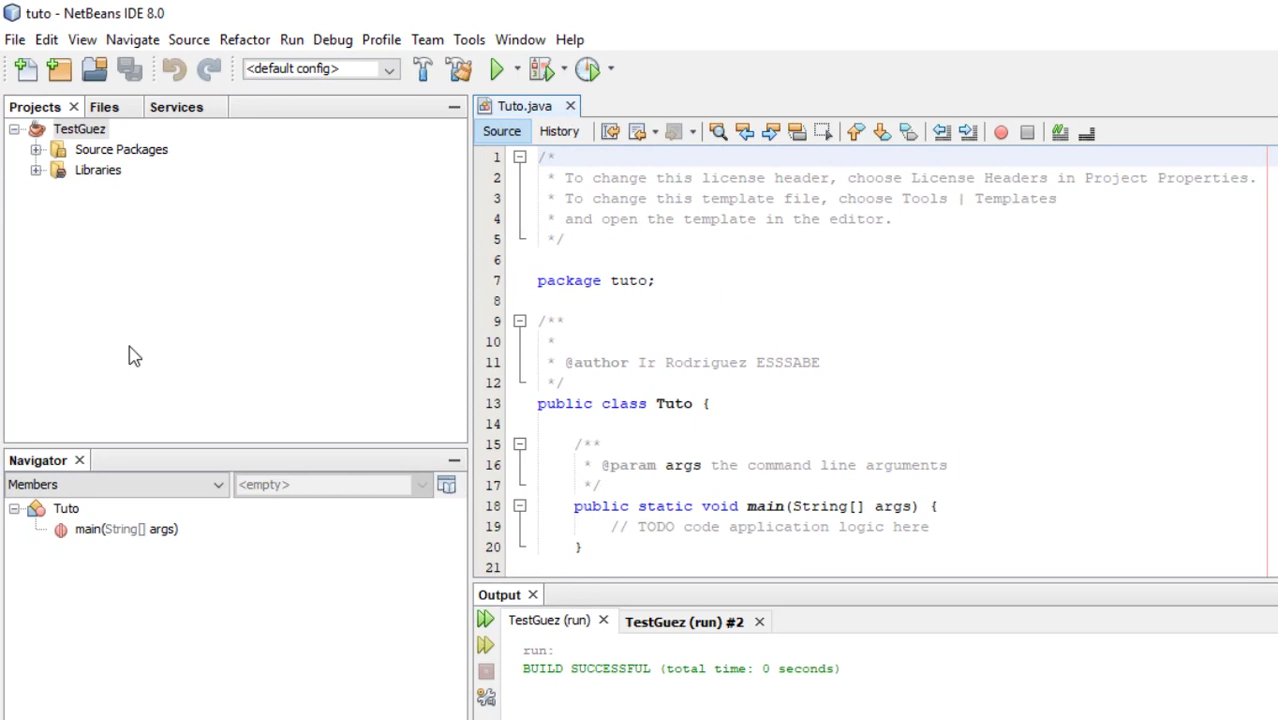 tuto - NetBeans IDE 8.0
File Edit View Navigate Source Refactor Run Debug Profile Team Tools Window Help
<default config>
Projects Files Services
TestGuez
Source Packages
Libraries
Navigator
Members <empty>
Tuto
main(String[] args)
Tuto.java
Source History
1 /*
2 * To change this license header, choose License Headers in Project Properties.
3 * To change this template file, choose Tools | Templates
4 * and open the template in the editor.
5 */
6
7 package tuto;
8
9 /**
10 *
11 * @author Ir Rodriguez ESSSABE
12 */
13 public class Tuto {
14
15 /**
16 * @param args the command line arguments
17 */
18 public static void main(String[] args) {
19 // TODO code application logic here
20 }
21
Output
TestGuez (run) TestGuez (run) #2
run:
BUILD SUCCESSFUL (total time: 0 seconds)